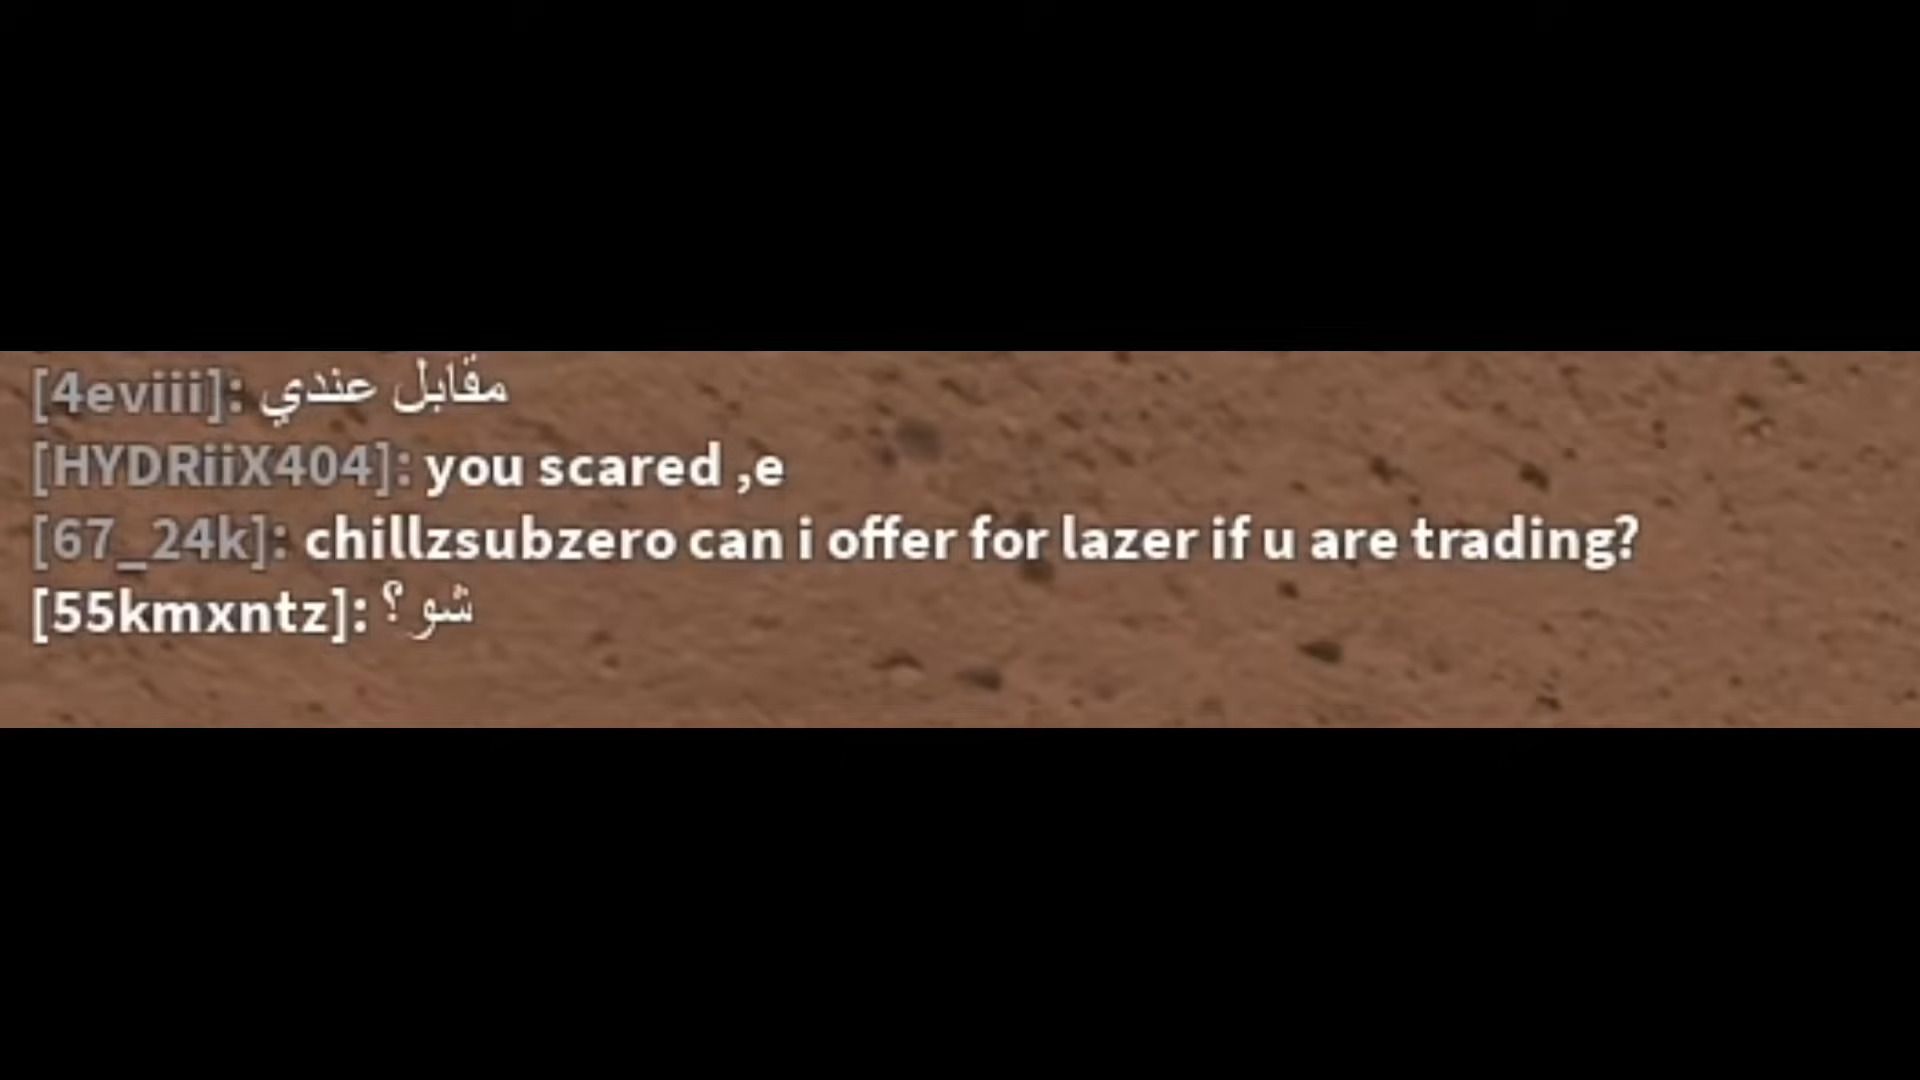 [4eviii]: مقابل عندي
[HYDRiiX404]: you scared ,e
[67_24k]: chillzsubzero can i offer for lazer if u are trading?
[55kmxntz]: شو؟